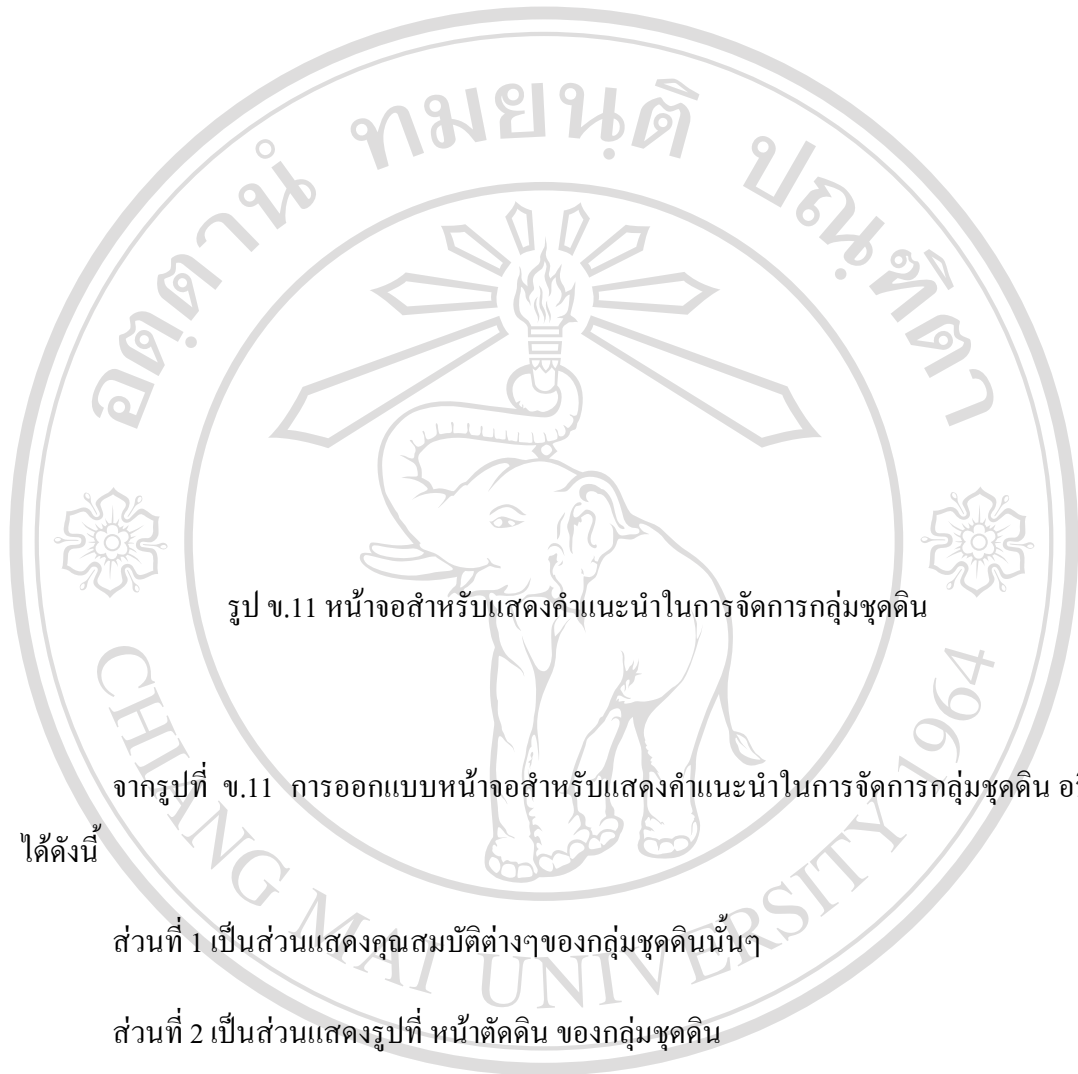 อตฺตานํ ทมยนฺติ ปณฺฑิตา
รูป ข.11 หน้าจอสำหรับแสดงคำแนะนำในการจัดการกลุ่มชุดดิน
จากรูปที่ ข.11 การออกแบบหน้าจอสำหรับแสดงคำแนะนำในการจัดการกลุ่มชุดดิน
ได้ดังนี้
ส่วนที่ 1 เป็นส่วนแสดงคุณสมบัติต่างๆของกลุ่มชุดดินนั้นๆ
ส่วนที่ 2 เป็นส่วนแสดงรูปที่ หน้าตัดดิน ของกลุ่มชุดดิน
CHIANG MAI UNIVERSITY 1964